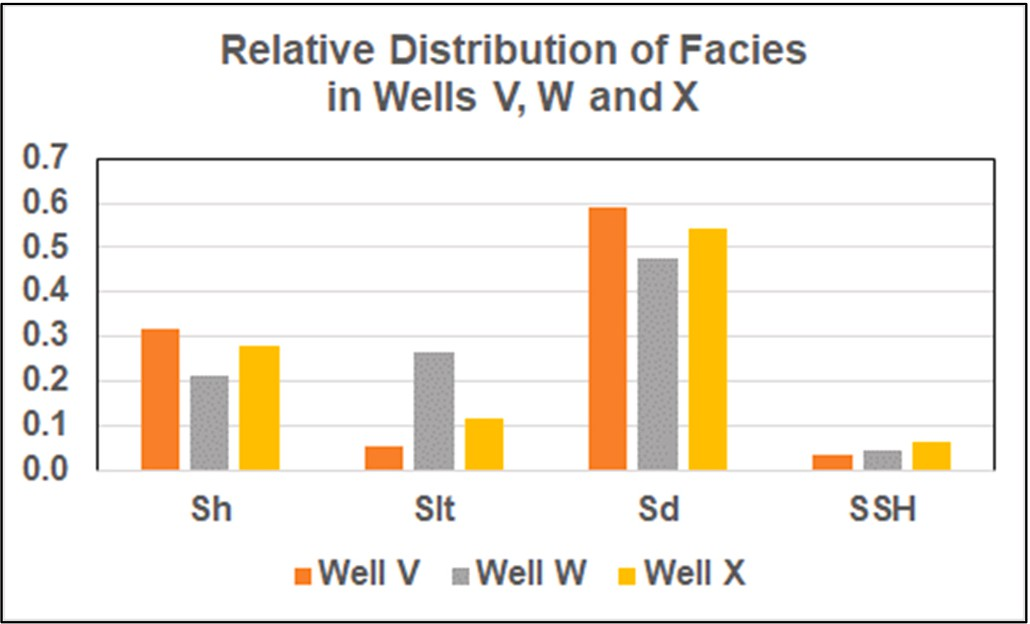 Relative Distribution of Facies
in Wells V, W and X
0.7
0.6
0.5
0.4
0.3
0.2
0.1
0.0
Sh Slt Sd SSH
Well V Well W Well X